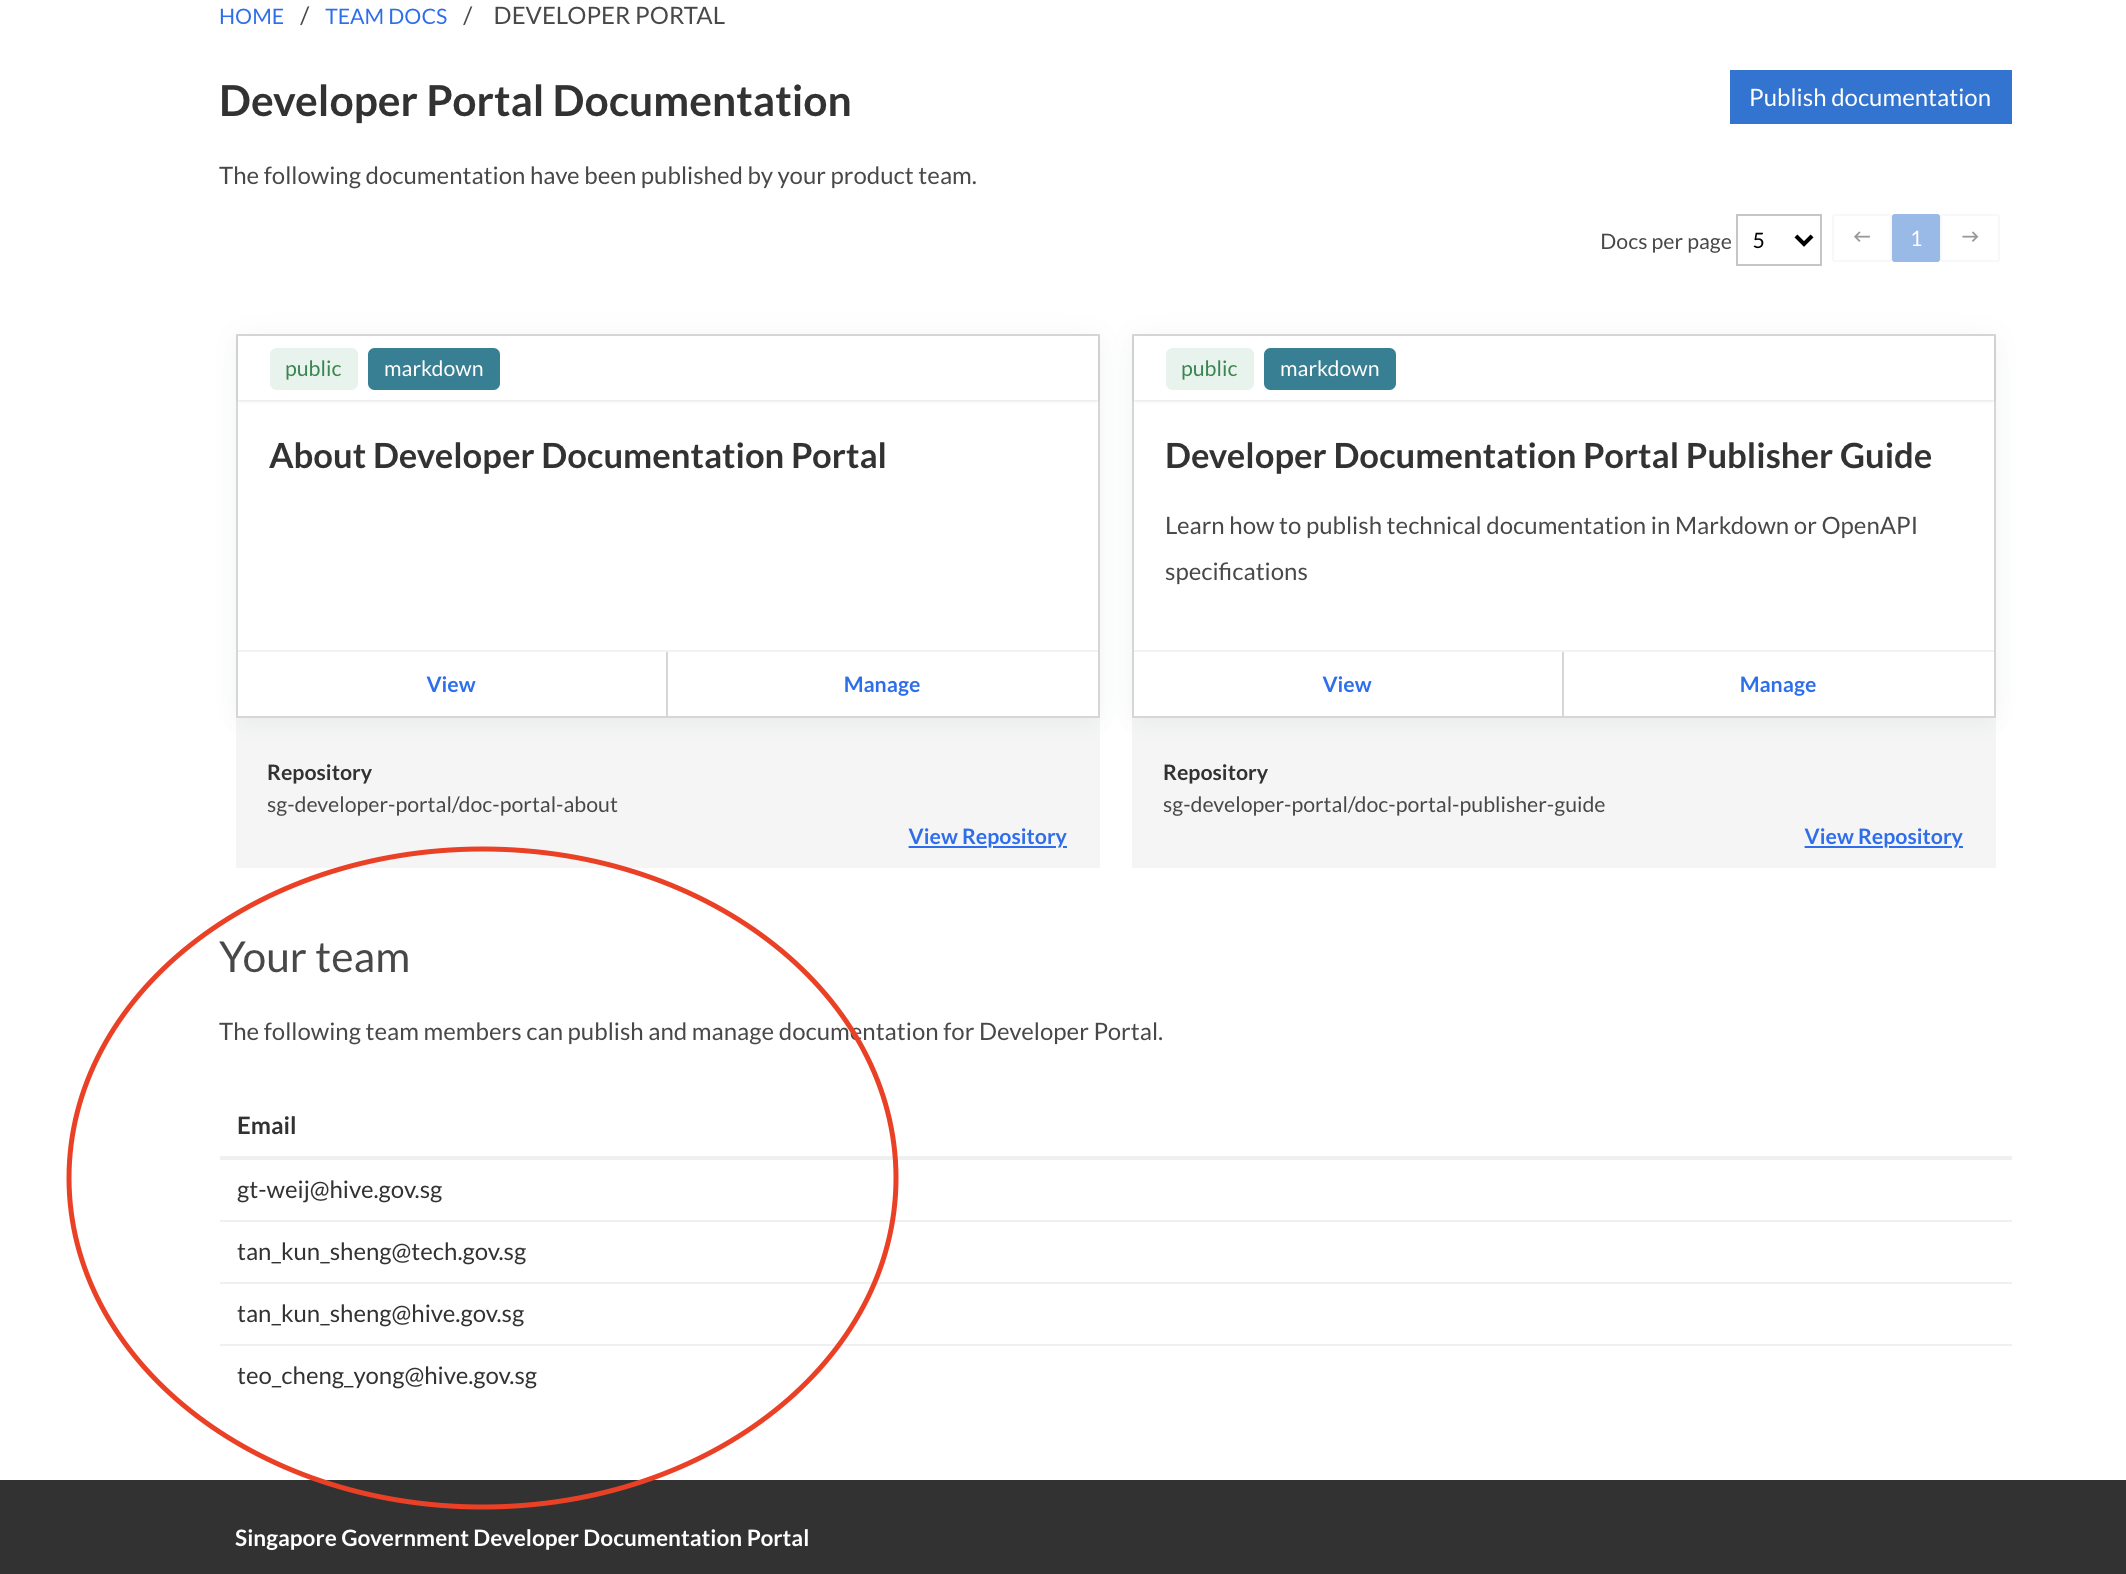 HOME / TEAM DOCS / DEVELOPER PORTAL
Developer Portal Documentation
Publish documentation
The following documentation have been published by your product team.
Docs per page 5 ← 1 →
public markdown
About Developer Documentation Portal
View Manage
Repository
sg-developer-portal/doc-portal-about
View Repository
public markdown
Developer Documentation Portal Publisher Guide
Learn how to publish technical documentation in Markdown or OpenAPI
specifications
View Manage
Repository
sg-developer-portal/doc-portal-publisher-guide
View Repository
Your team
The following team members can publish and manage documentation for Developer Portal.
Email
gt-weij@hive.gov.sg
tan_kun_sheng@tech.gov.sg
tan_kun_sheng@hive.gov.sg
teo_cheng_yong@hive.gov.sg
Singapore Government Developer Documentation Portal